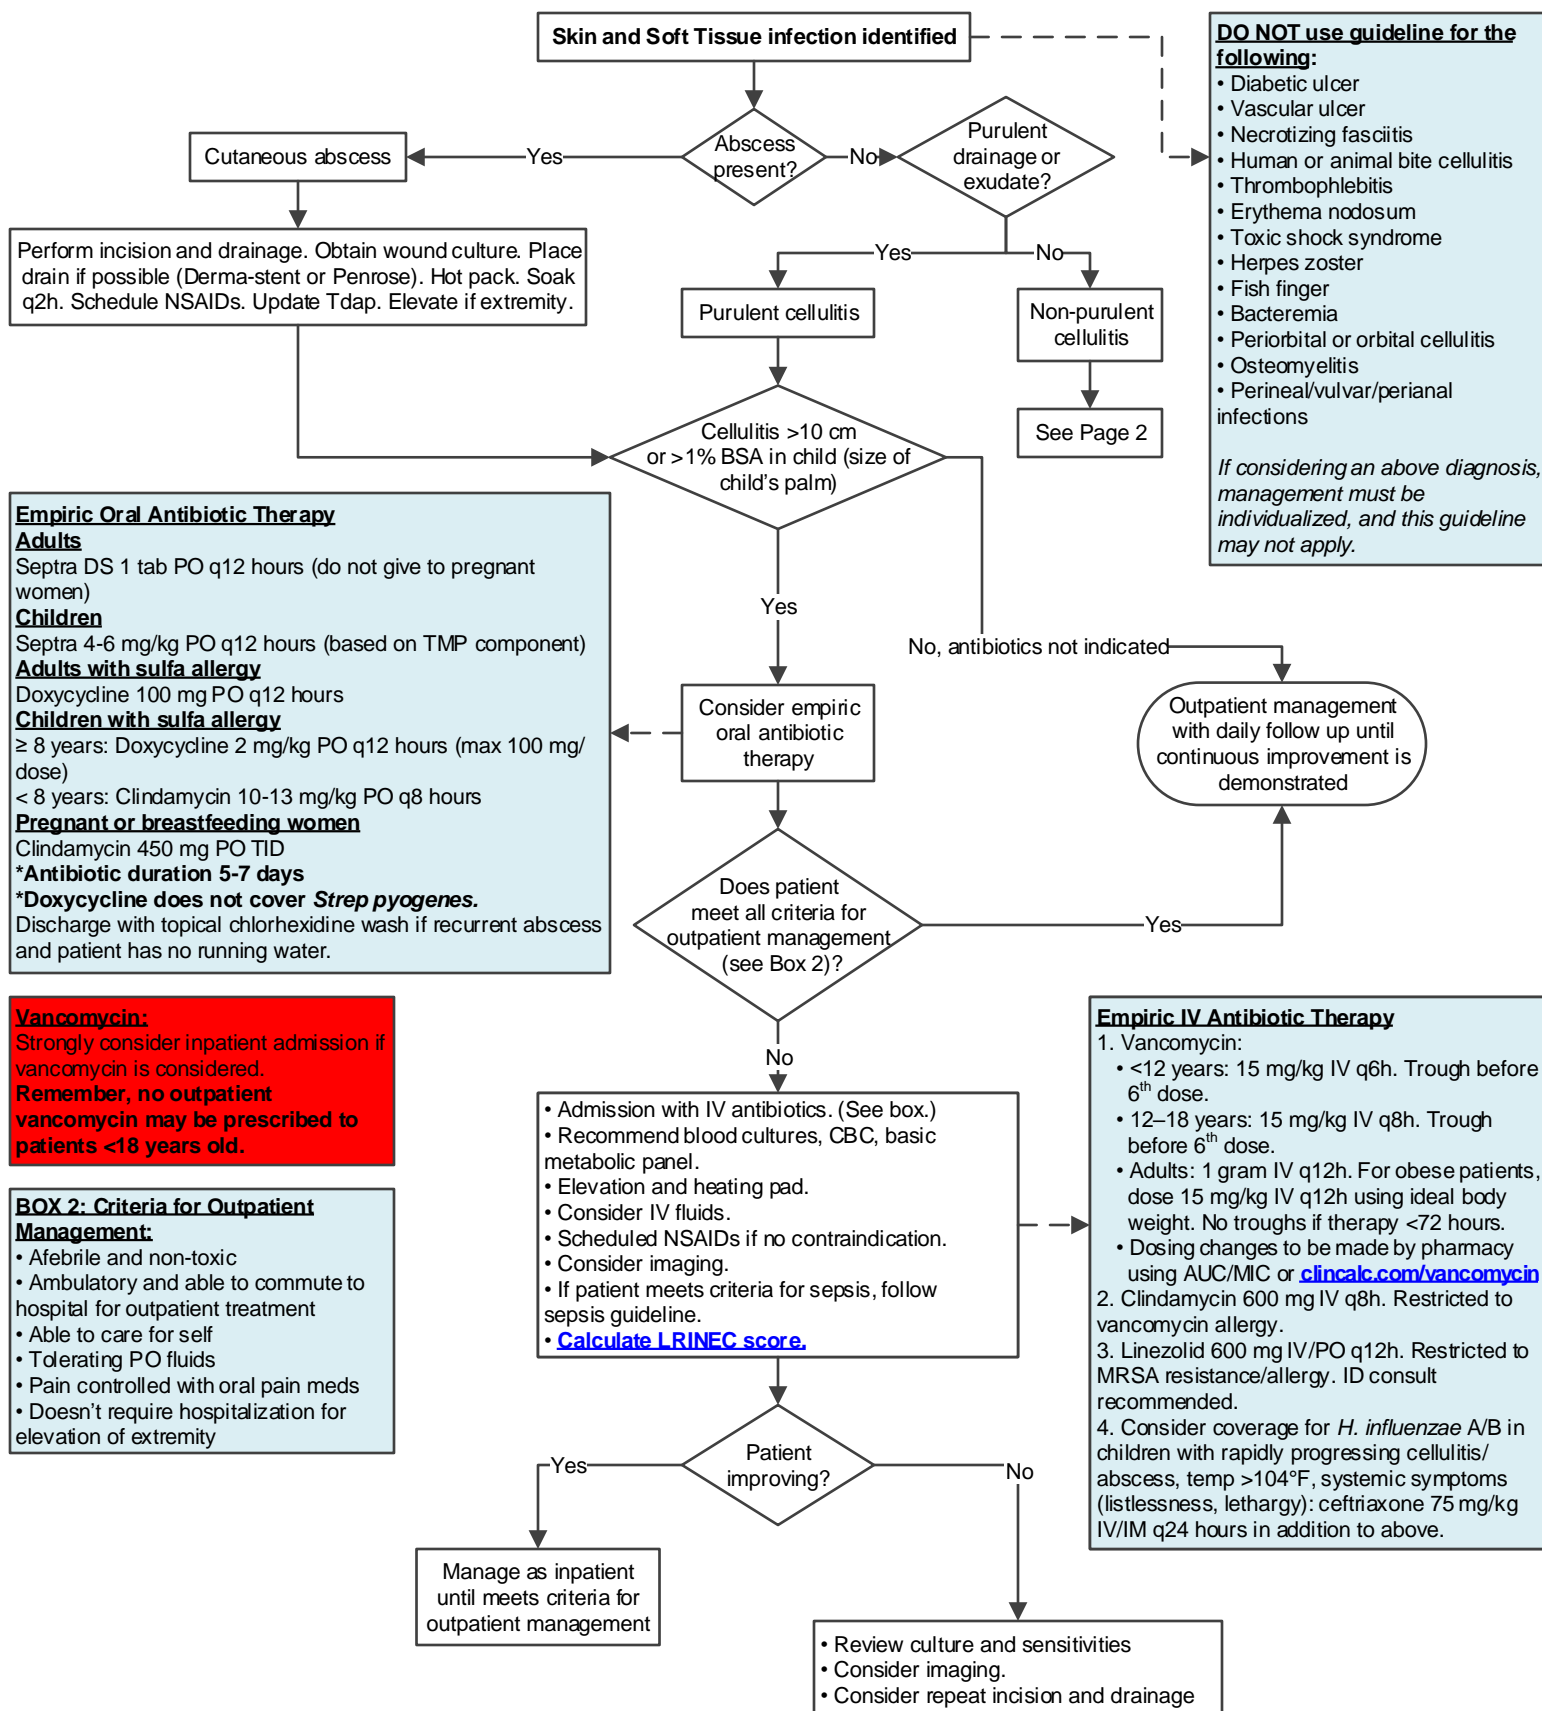 Skin and Soft Tissue infection identified
DO NOT use guideline for the
following:
• Diabetic ulcer
• Vascular ulcer
• Necrotizing fasciitis
• Human or animal bite cellulitis
• Thrombophlebitis
• Erythema nodosum
• Toxic shock syndrome
• Herpes zoster
• Fish finger
• Bacteremia
• Periorbital or orbital cellulitis
• Osteomyelitis
• Perineal/vulvar/perianal
infections
If considering an above diagnosis,
management must be
individualized, and this guideline
may not apply.
Abscess
present?
Yes
No
Cutaneous abscess
Purulent
drainage or
exudate?
Perform incision and drainage. Obtain wound culture. Place
drain if possible (Derma-stent or Penrose). Hot pack. Soak
q2h. Schedule NSAIDs. Update Tdap. Elevate if extremity.
Yes
No
Purulent cellulitis
Non-purulent
cellulitis
See Page 2
Cellulitis >10 cm
or >1% BSA in child (size of
child's palm)
Yes
No, antibiotics not indicated
Empiric Oral Antibiotic Therapy
Adults
Septra DS 1 tab PO q12 hours (do not give to pregnant
women)
Children
Septra 4-6 mg/kg PO q12 hours (based on TMP component)
Adults with sulfa allergy
Doxycycline 100 mg PO q12 hours
Children with sulfa allergy
≥ 8 years: Doxycycline 2 mg/kg PO q12 hours (max 100 mg/
dose)
< 8 years: Clindamycin 10-13 mg/kg PO q8 hours
Pregnant or breastfeeding women
Clindamycin 450 mg PO TID
*Antibiotic duration 5-7 days
*Doxycycline does not cover Strep pyogenes.
Discharge with topical chlorhexidine wash if recurrent abscess
and patient has no running water.
Consider empiric
oral antibiotic
therapy
Outpatient management
with daily follow up until
continuous improvement is
demonstrated
Does patient
meet all criteria for
outpatient management
(see Box 2)?
Yes
No
Vancomycin:
Strongly consider inpatient admission if
vancomycin is considered.
Remember, no outpatient
vancomycin may be prescribed to
patients <18 years old.
BOX 2: Criteria for Outpatient
Management:
• Afebrile and non-toxic
• Ambulatory and able to commute to
hospital for outpatient treatment
• Able to care for self
• Tolerating PO fluids
• Pain controlled with oral pain meds
• Doesn't require hospitalization for
elevation of extremity
• Admission with IV antibiotics. (See box.)
• Recommend blood cultures, CBC, basic
metabolic panel.
• Elevation and heating pad.
• Consider IV fluids.
• Scheduled NSAIDs if no contraindication.
• Consider imaging.
• If patient meets criteria for sepsis, follow
sepsis guideline.
• Calculate LRINEC score.
Empiric IV Antibiotic Therapy
1. Vancomycin:
• <12 years: 15 mg/kg IV q6h. Trough before
6th dose.
• 12–18 years: 15 mg/kg IV q8h. Trough
before 6th dose.
• Adults: 1 gram IV q12h. For obese patients,
dose 15 mg/kg IV q12h using ideal body
weight. No troughs if therapy <72 hours.
• Dosing changes to be made by pharmacy
using AUC/MIC or clincalc.com/vancomycin
2. Clindamycin 600 mg IV q8h. Restricted to
vancomycin allergy.
3. Linezolid 600 mg IV/PO q12h. Restricted to
MRSA resistance/allergy. ID consult
recommended.
4. Consider coverage for H. influenzae A/B in
children with rapidly progressing cellulitis/
abscess, temp >104°F, systemic symptoms
(listlessness, lethargy): ceftriaxone 75 mg/kg
IV/IM q24 hours in addition to above.
Patient
improving?
Yes
No
Manage as inpatient
until meets criteria for
outpatient management
• Review culture and sensitivities
• Consider imaging.
• Consider repeat incision and drainage